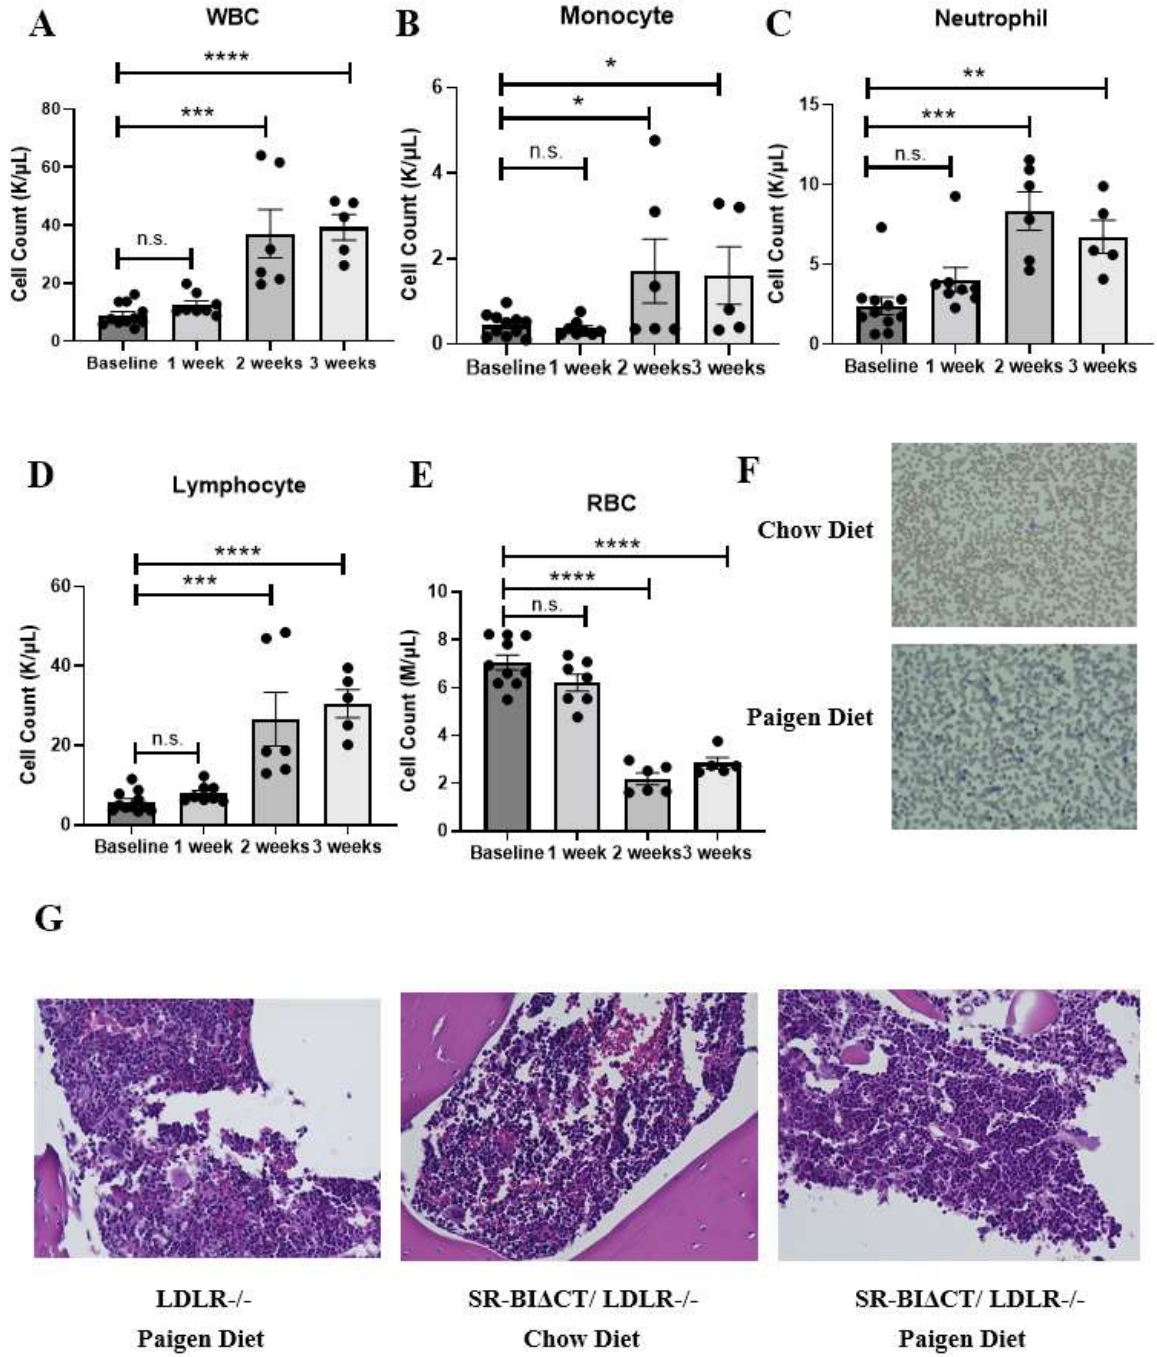 A
WBC
****
***
n.s.
Cell Count (K/µL)
80
60
40
20
0
Baseline 1 week 2 weeks 3 weeks
B
Monocyte
*
*
n.s.
Cell Count (K/µL)
6
4
2
0
Baseline 1 week 2 weeks 3 weeks
C
Neutrophil
**
***
n.s.
Cell Count (K/µL)
15
10
5
0
Baseline 1 week 2 weeks 3 weeks
D
Lymphocyte
****
***
n.s.
Cell Count (K/µL)
60
40
20
0
Baseline 1 week 2 weeks 3 weeks
E
RBC
****
****
n.s.
Cell Count (M/µL)
10
8
6
4
2
0
Baseline 1 week 2 weeks 3 weeks
F
Chow Diet
Paigen Diet
G
LDLR-/-
Paigen Diet
SR-BIΔCT/ LDLR-/-
Chow Diet
SR-BIΔCT/ LDLR-/-
Paigen Diet